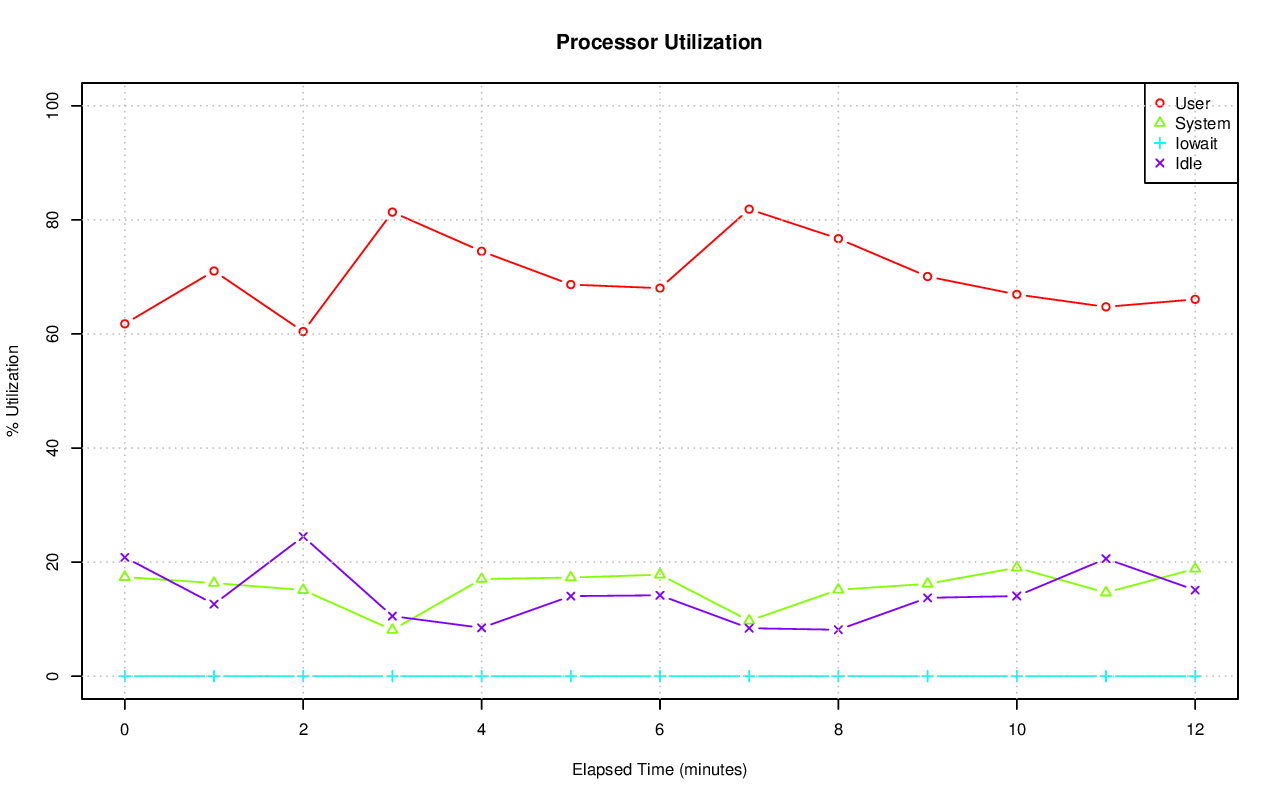 Processor Utilization
User
System
Iowait
Idle
% Utilization
100
80
60
40
20
0
0 2 4 6 8 10 12
Elapsed Time (minutes)